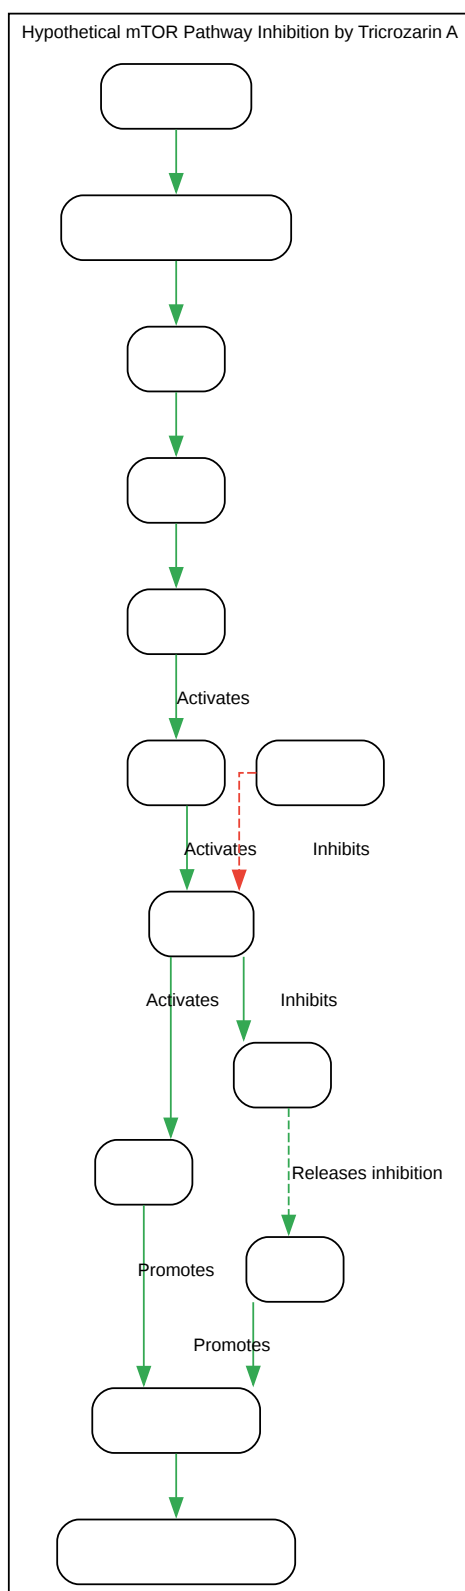 Hypothetical mTOR Pathway Inhibition by Tricrozarin A
Activates
Activates
Inhibits
Activates
Inhibits
Releases inhibition
Promotes
Promotes